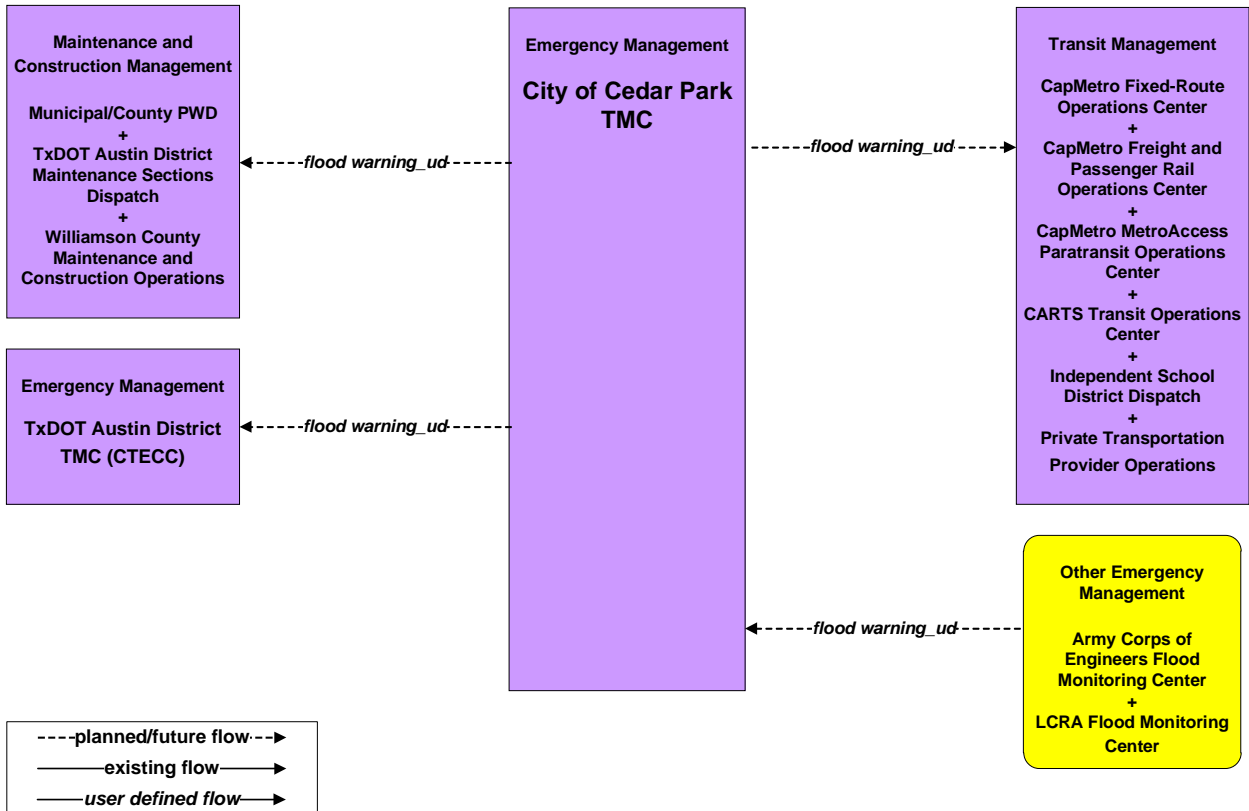 Maintenance and
Construction Management
Municipal/County PWD
+
TxDOT Austin District
Maintenance Sections
Dispatch
+
Williamson County
Maintenance and
Construction Operations
flood warning_ud
Emergency Management
TxDOT Austin District
TMC (CTECC)
flood warning_ud
Emergency Management
City of Cedar Park
TMC
flood warning_ud
Transit Management
CapMetro Fixed-Route
Operations Center
+
CapMetro Freight and
Passenger Rail
Operations Center
+
CapMetro MetroAccess
Paratransit Operations
Center
+
CARTS Transit Operations
Center
+
Independent School
District Dispatch
+
Private Transportation
Provider Operations
flood warning_ud
Other Emergency
Management
Army Corps of
Engineers Flood
Monitoring Center
+
LCRA Flood Monitoring
Center
planned/future flow
existing flow
user defined flow